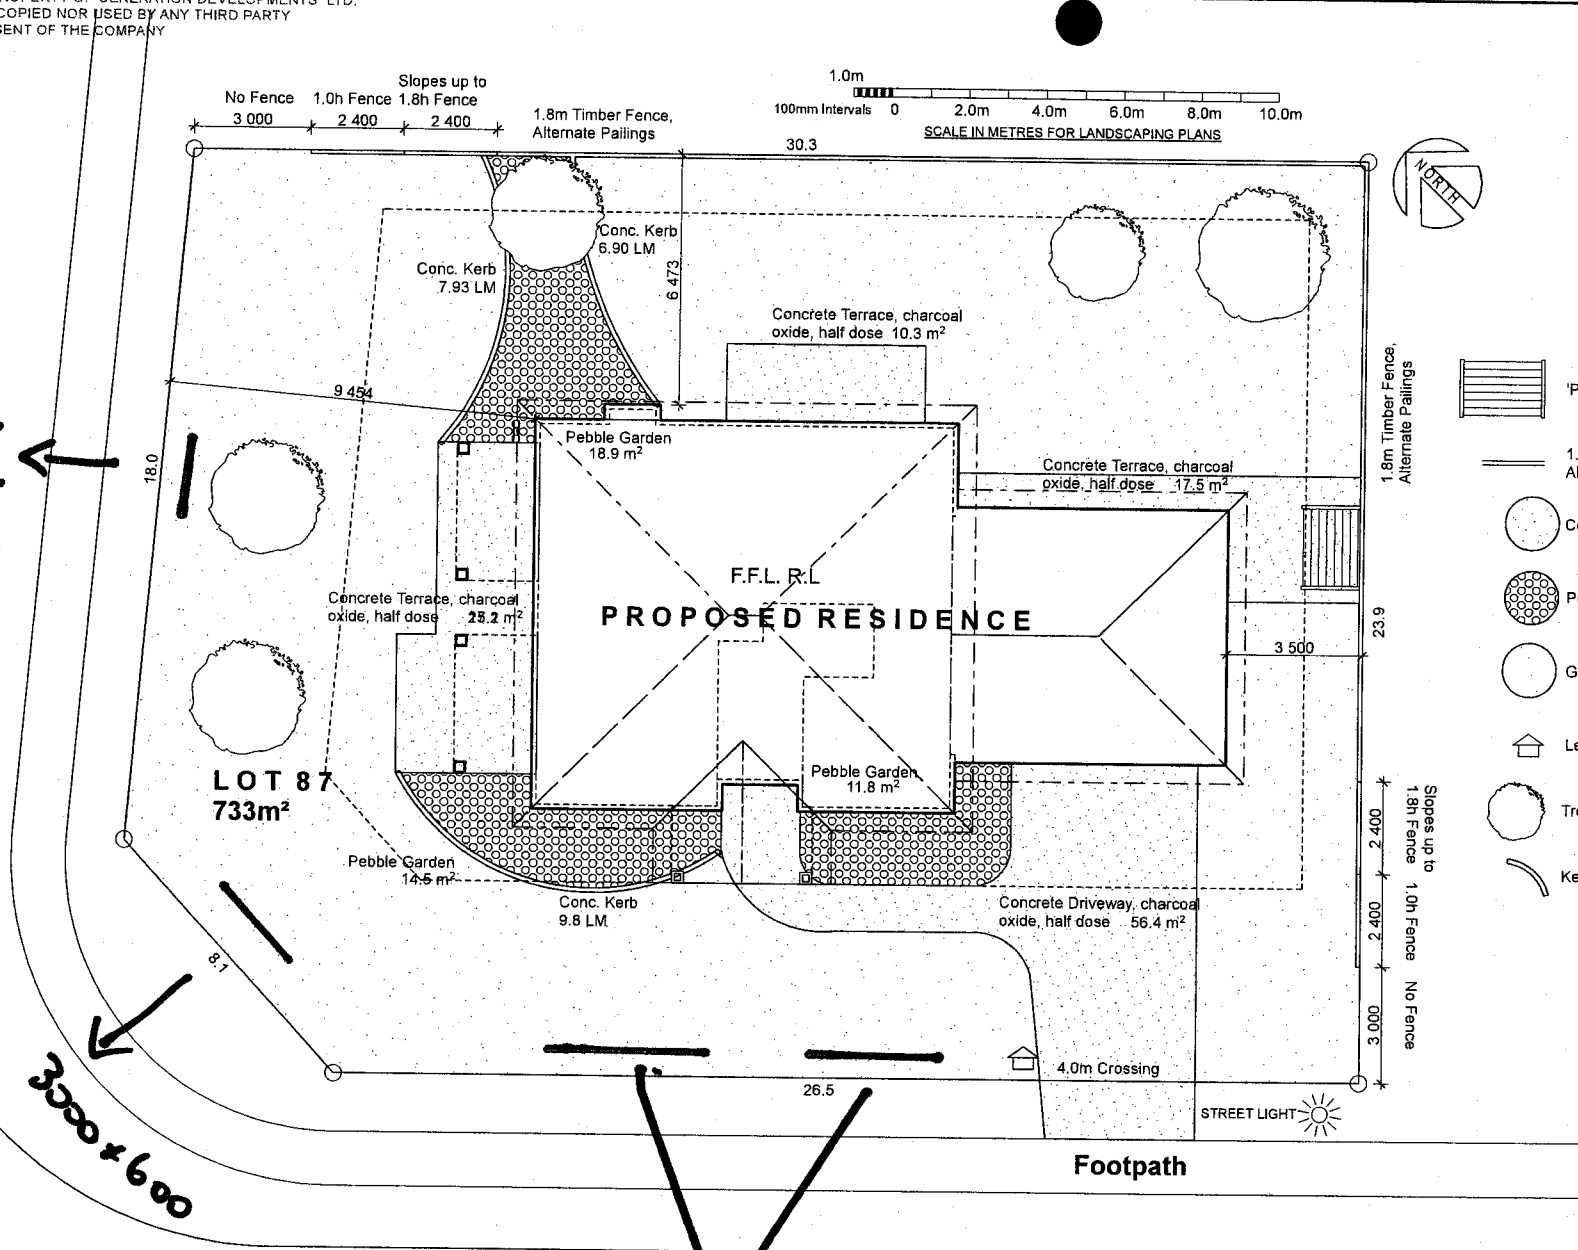 COPIED NOR USED BY ANY THIRD PARTY
SENT OF THE COMPANY
No Fence
1.0h Fence
Slopes up to
1.8h Fence
3 000
2 400
2 400
1.8m Timber Fence,
Alternate Pailings
1.0m
100mm Intervals
0
2.0m
4.0m
6.0m
8.0m
10.0m
SCALE IN METRES FOR LANDSCAPING PLANS
30.3
NORTH
Conc. Kerb
6.90 LM
Conc. Kerb
7.93 LM
6 473
Concrete Terrace, charcoal
oxide, half dose 10.3 m²
1.8m Timber Fence,
Alternate Pailings
9 454
18.0
Pebble Garden
18.9 m²
Concrete Terrace, charcoal
oxide, half dose 17.5 m²
F.F.L. R.L
PROPOSED RESIDENCE
Concrete Terrace, charcoal
oxide, half dose
23.9
3 500
LOT 87
733m²
Pebble Garden
11.8 m²
Pebble Garden
14.5 m²
Conc. Kerb
9.8 LM
Concrete Driveway, charcoal
oxide, half dose 56.4 m²
Slopes up to
1.8h Fence
1.0h Fence
No Fence
2 400
2 400
3 000
8.1
26.5
4.0m Crossing
STREET LIGHT
Footpath
3000 x 600